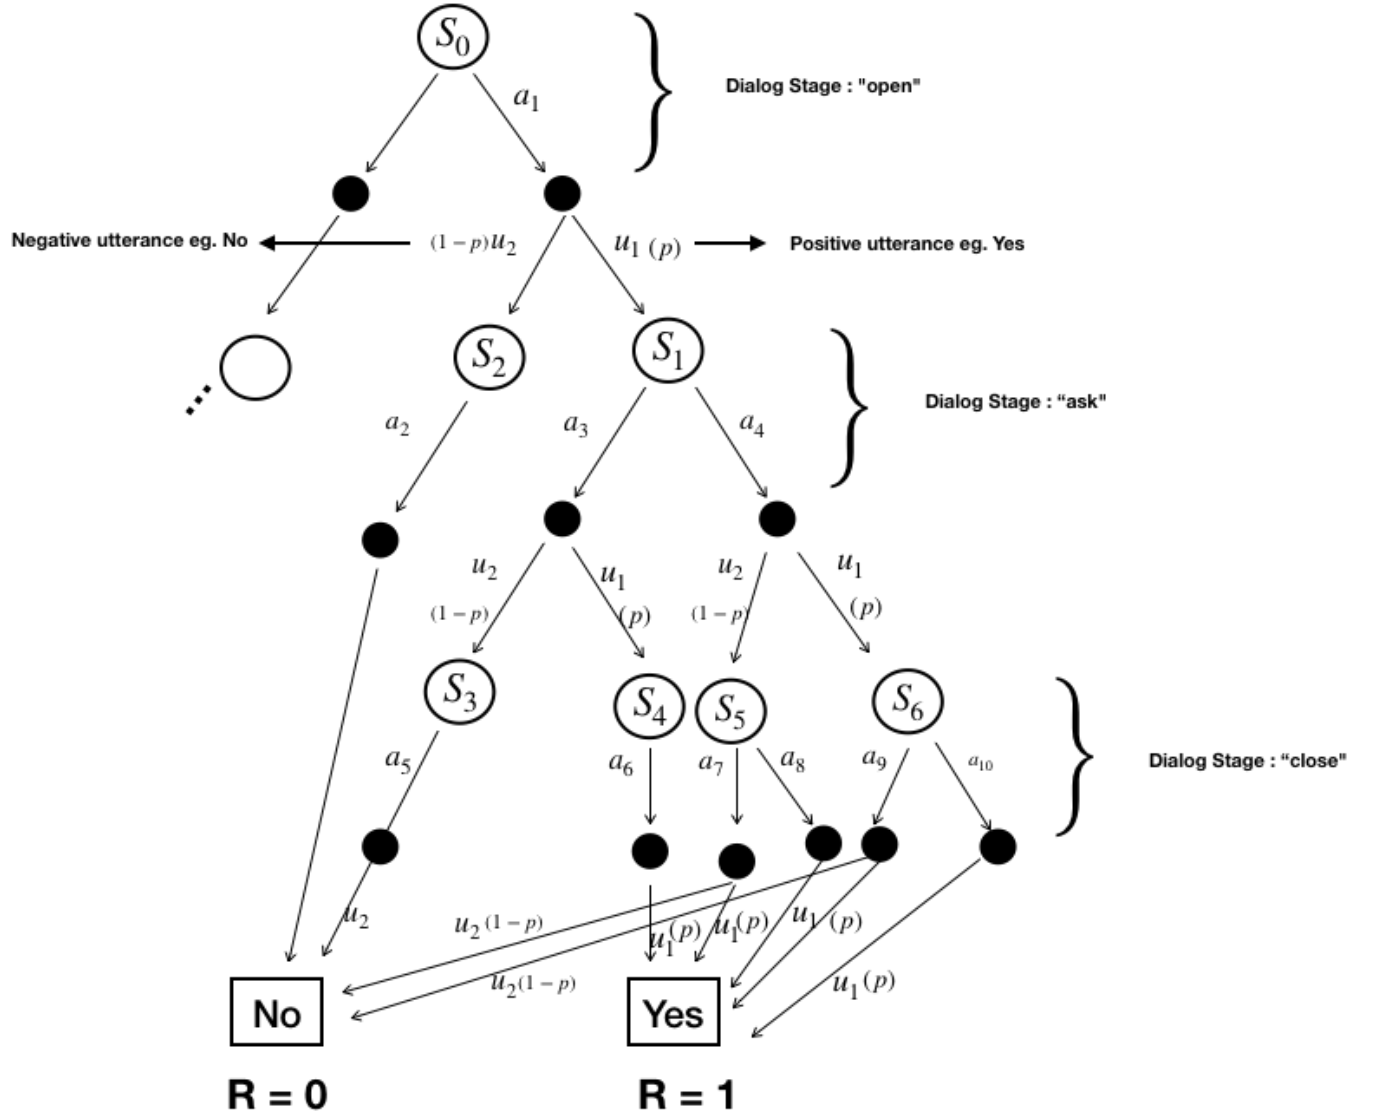 S0
Dialog Stage : "open"
a1
Negative utterance eg. No
(1 − p)u2
u1 (p)
Positive utterance eg. Yes
S2
S1
Dialog Stage : “ask"
a2
a3
a4
u2
(1 − p)
u1
(p)
u2
(1 − p)
u1
(p)
S3
S4
S5
S6
a5
a6
a7
a8
a9
a10
Dialog Stage : “close"
u2
u2 (1 − p)
u1(p)
u1(p)
u1 (p)
u2(1 − p)
u1 (p)
No
Yes
R = 0
R = 1